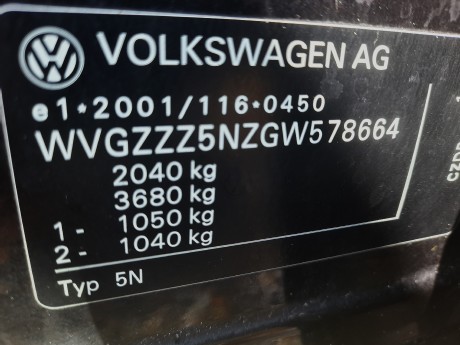 VOLKSWAGEN AG
e1*2001/116*0450
WVGZZZ5NZGW578664
2040 kg
3680 kg
1- 1050 kg
2- 1040 kg
Typ 5N